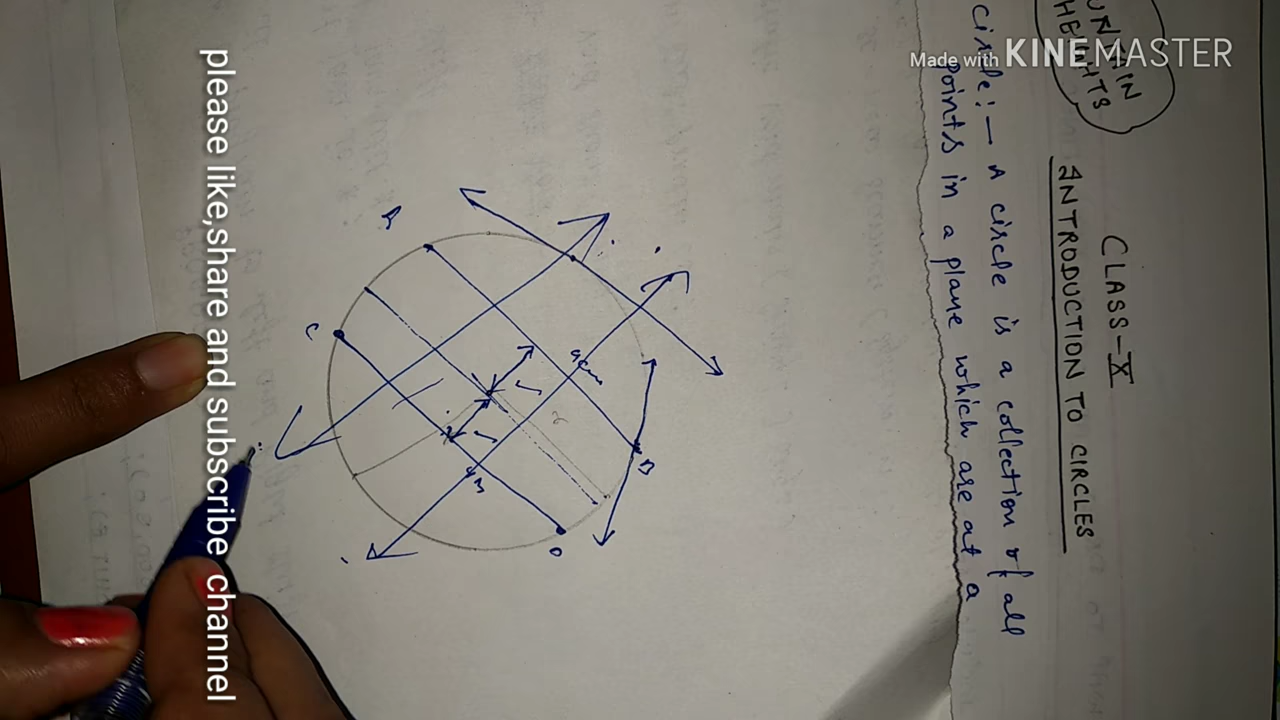 Made with KINEMASTER
CLASS-X
INTRODUCTION TO CIRCLES
circle:- A circle is a collection of all
points in a plane which are at a
A
C
B
D
4cm
r
please like,share and subscribe channel